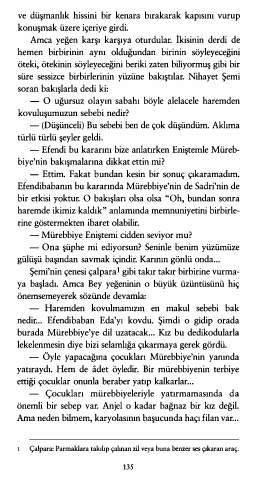 ve düşmanlık hissini bir kenara bırakarak kapısını vurup
konuşmak üzere içeriye girdi.
Amca yeğen karşı karşıya oturdular. İkisinin derdi de
hemen birbirinin aynı olduğundan birinin söyleyeceğini
öteki, ötekinin söyleyeceğini beriki zaten biliyormuş gibi bir
süre sessizce birbirlerinin yüzüne bakıştılar. Nihayet Şemi
soran bakışlarla dedi ki:
— O uğursuz olayın sabahı böyle alelacele haremden
kovuluşumuzun sebebi nedir?
— (Düşünceli) Bu sebebi ben de çok düşündüm. Aklıma
türlü türlü şeyler geldi.
— Efendi bu kararını bize anlatırken Eniştemle Müreb-
biye'nin bakışmalarına dikkat ettin mi?
— Ettim. Fakat bundan kesin bir sonuç çıkaramadım.
Efendibabanın bu kararında Mürebbiye'nin de Sadri'nin de
bir etkisi yoktur. O bakışları olsa olsa "Oh, bundan sonra
haremde ikimiz kaldık" anlamında memnuniyetini birbirle-
rine göstermekten ibaret olabilir.
— Mürebbiye Eniştemi cidden seviyor mu?
— Ona şüphe mi ediyorsun? Seninle benim yüzümüze
gülüşü başından savmak içindir. Karının gönlü onda...
Şemi'nin çenesi çalpara¹ gibi takır takır birbirine vurma-
ya başladı. Amca Bey yeğeninin o büyük üzüntüsünü hiç
önemsemeyerek sözünde devamla:
— Haremden kovulmamızın en makul sebebi bak
nedir... Efendibaban Eda'yı kovdu. Şimdi o gidip orada
burada Mürebbiye'ye dil uzatacak... Kız bu dedikodularla
lekelenmesin diye bizi selamlığa çıkarmaya gerek gördü.
— Öyle yapacağına çocukları Mürebbiye'nin yanında
yatıraydı. Hem de âdet öyledir. Bir mürebbiyenin terbiye
ettiği çocuklar onunla beraber yatıp kalkarlar...
— Çocukları mürebbiyeleriyle yatırmamasında da
önemli bir sebep var. Anjel o kadar bağnaz bir kız değil.
Ama neden bilmem, karyolasının başucunda haçı filan var...
1 Çalpara: Parmaklara takılıp çalınan zil veya buna benzer ses çıkaran araç.
135